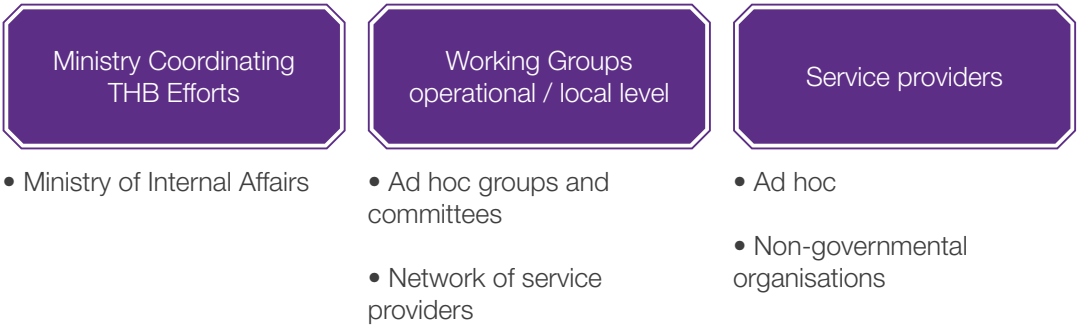 Ministry Coordinating
THB Efforts
• Ministry of Internal Affairs
Working Groups
operational / local level
• Ad hoc groups and
committees
• Network of service
providers
Service providers
• Ad hoc
• Non-governmental
organisations